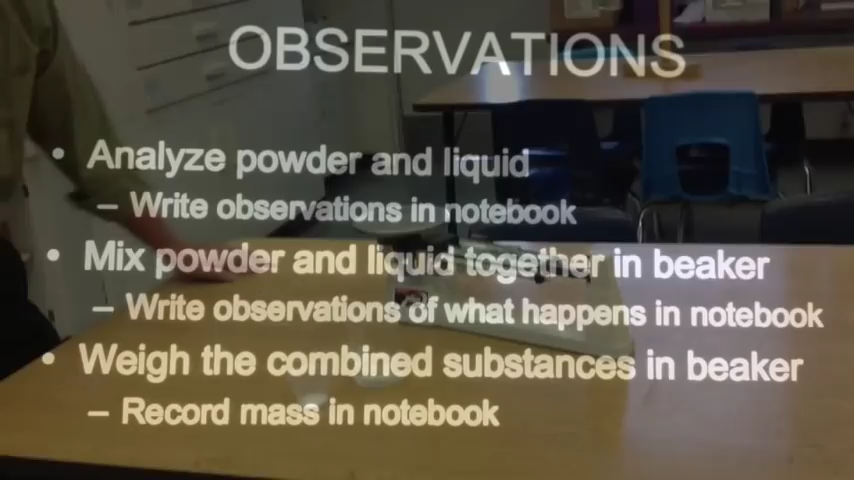 OBSERVATIONS
• Analyze powder and liquid
– Write observations in notebook
• Mix powder and liquid together in beaker
– Write observations of what happens in notebook
• Weigh the combined substances in beaker
– Record mass in notebook